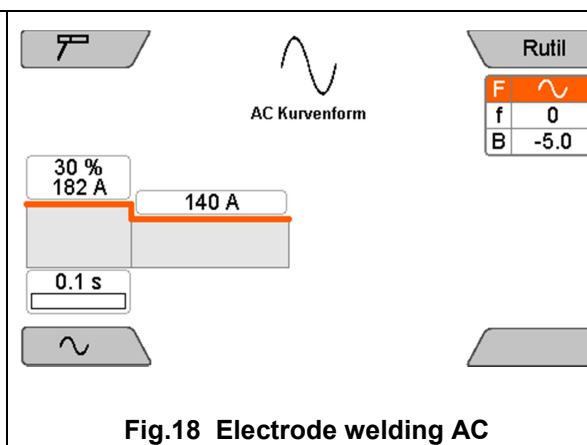 Rutil
AC Kurvenform
F
f 0
B -5.0
30 %
182 A
140 A
0.1 s
Fig.18 Electrode welding AC